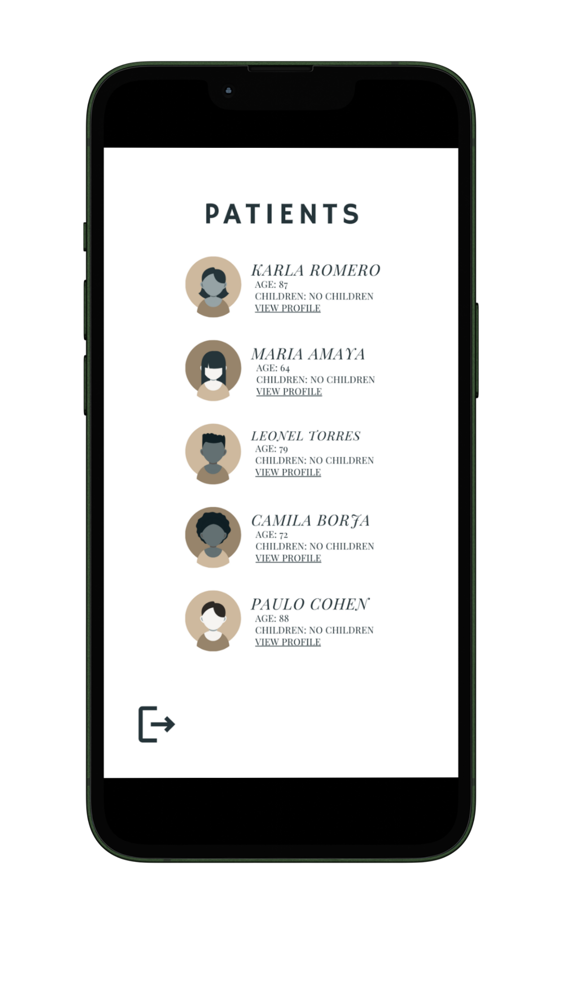 PATIENTS
KARLA ROMERO
AGE: 87
CHILDREN: NO CHILDREN
VIEW PROFILE
MARIA AMAYA
AGE: 64
CHILDREN: NO CHILDREN
VIEW PROFILE
LEONEL TORRES
AGE: 79
CHILDREN: NO CHILDREN
VIEW PROFILE
CAMILA BORJA
AGE: 72
CHILDREN: NO CHILDREN
VIEW PROFILE
PAULO COHEN
AGE: 88
CHILDREN: NO CHILDREN
VIEW PROFILE